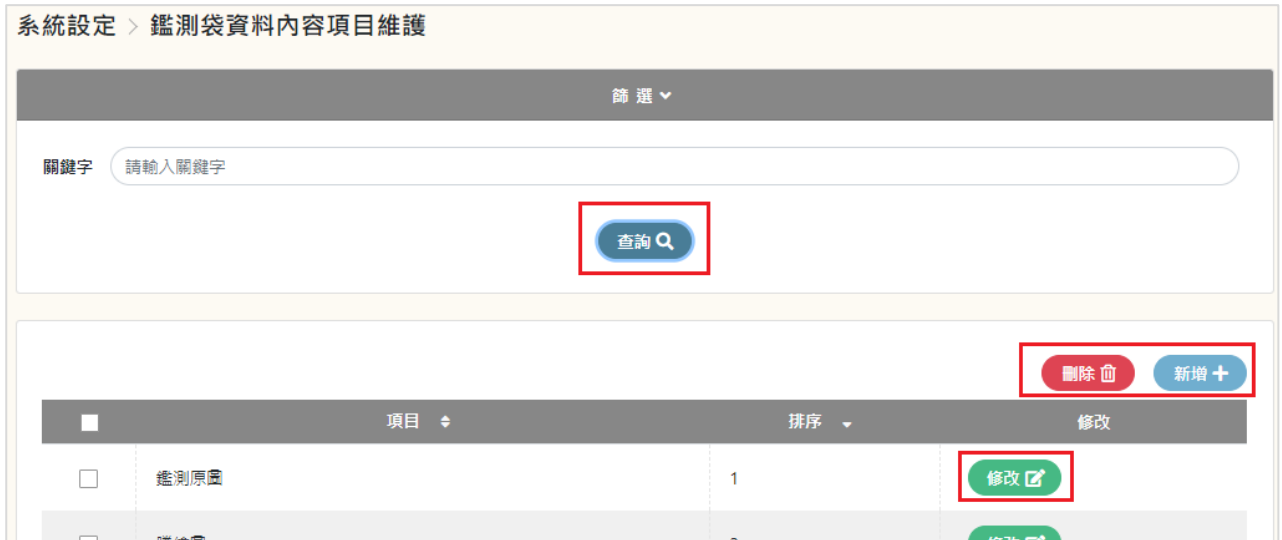 系統設定 > 鑑測袋資料內容項目維護
篩 選
關鍵字 請輸入關鍵字
查詢
刪除 新增
項目 排序 修改
鑑測原圖 1 修改